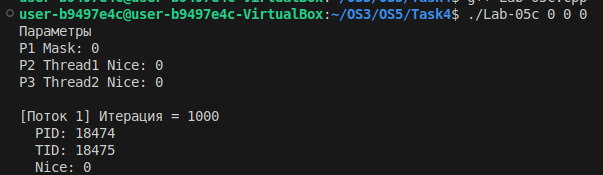 user-b9497e4c@user-b9497e4c-VirtualBox:~/OS3/OS5/Task4$ ./Lab-05c 0 0 0
Параметры
P1 Mask: 0
P2 Thread1 Nice: 0
P3 Thread2 Nice: 0
[Поток 1] Итерация = 1000
PID: 18474
TID: 18475
Nice: 0